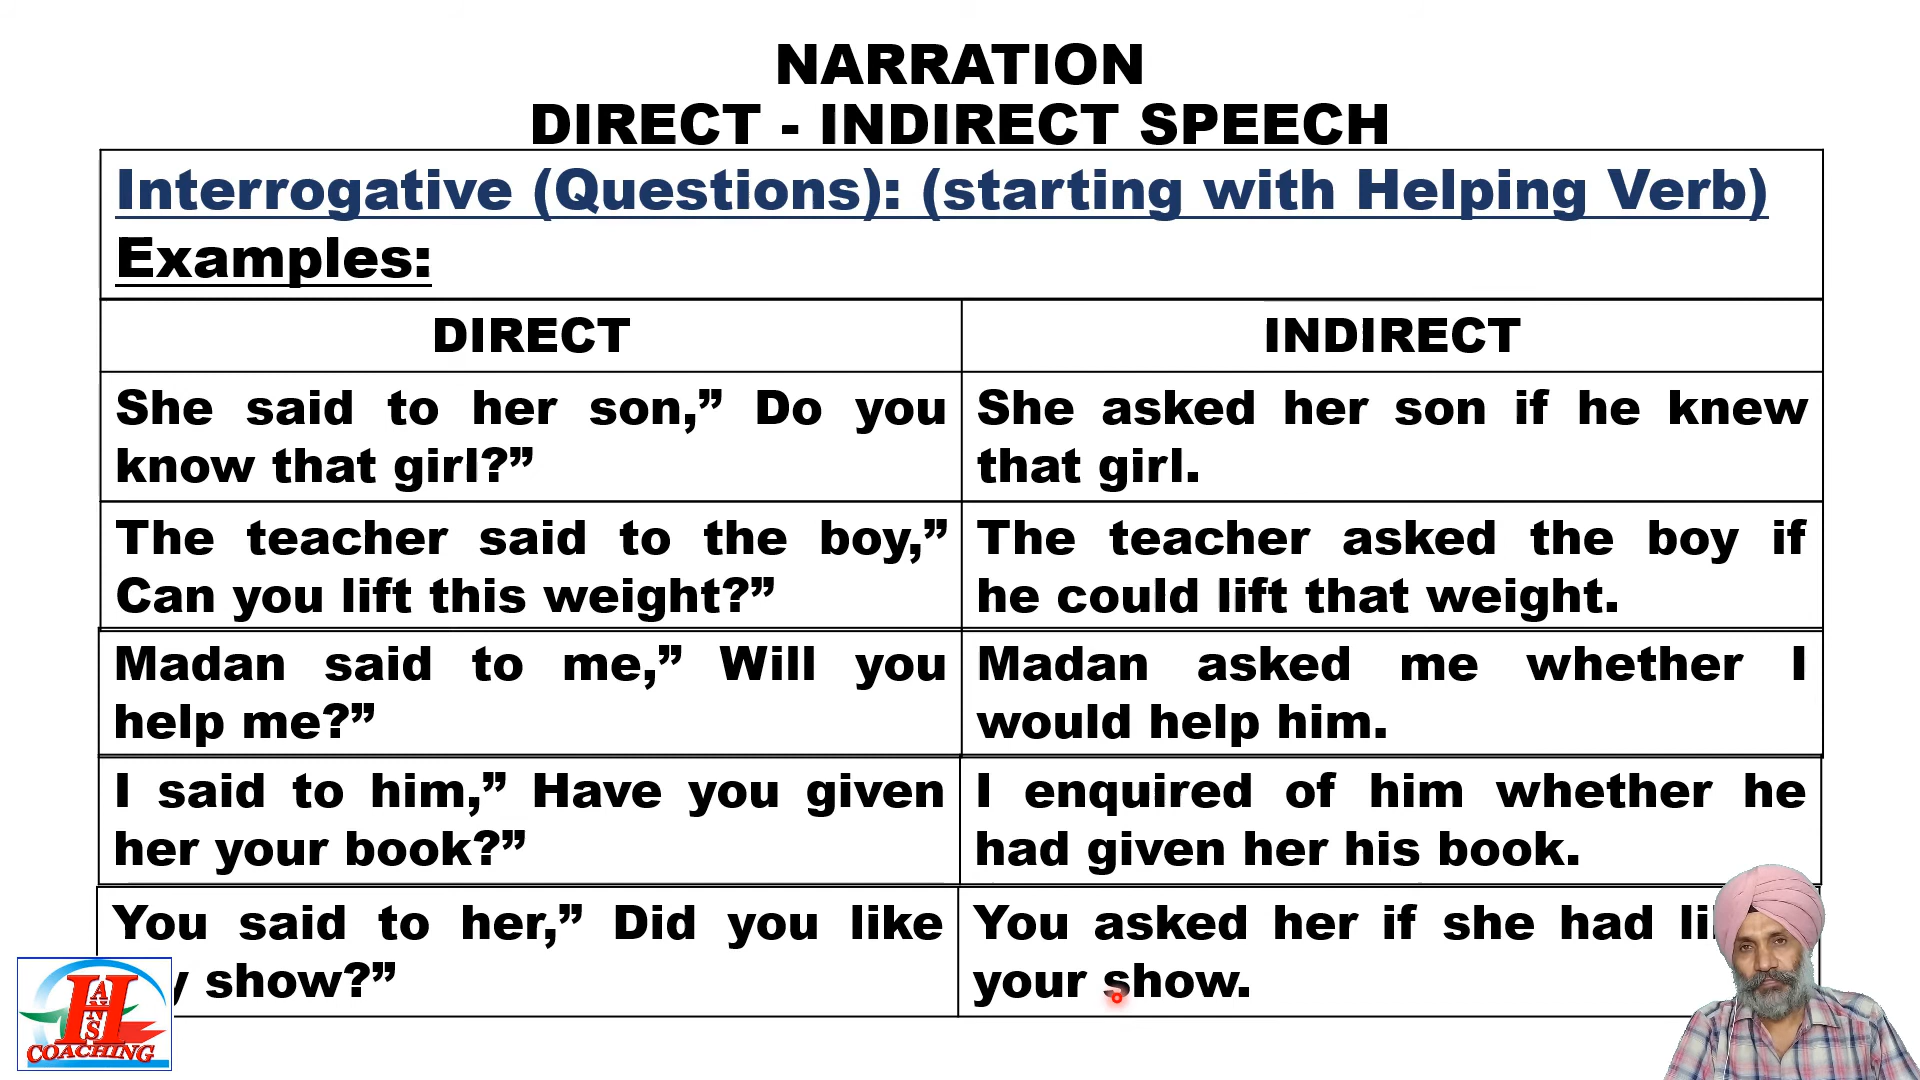 NARRATION
DIRECT - INDIRECT SPEECH
Interrogative (Questions): (starting with Helping Verb)
Examples:
DIRECT
INDIRECT
She said to her son,” Do you
know that girl?”
She asked her son if he knew
that girl.
The teacher said to the boy,”
Can you lift this weight?”
The teacher asked the boy if
he could lift that weight.
Madan said to me,” Will you
help me?”
Madan asked me whether I
would help him.
I said to him,” Have you given
her your book?”
I enquired of him whether he
had given her his book.
You said to her,” Did you like
show?”
You asked her if she had
your show.
COACHING